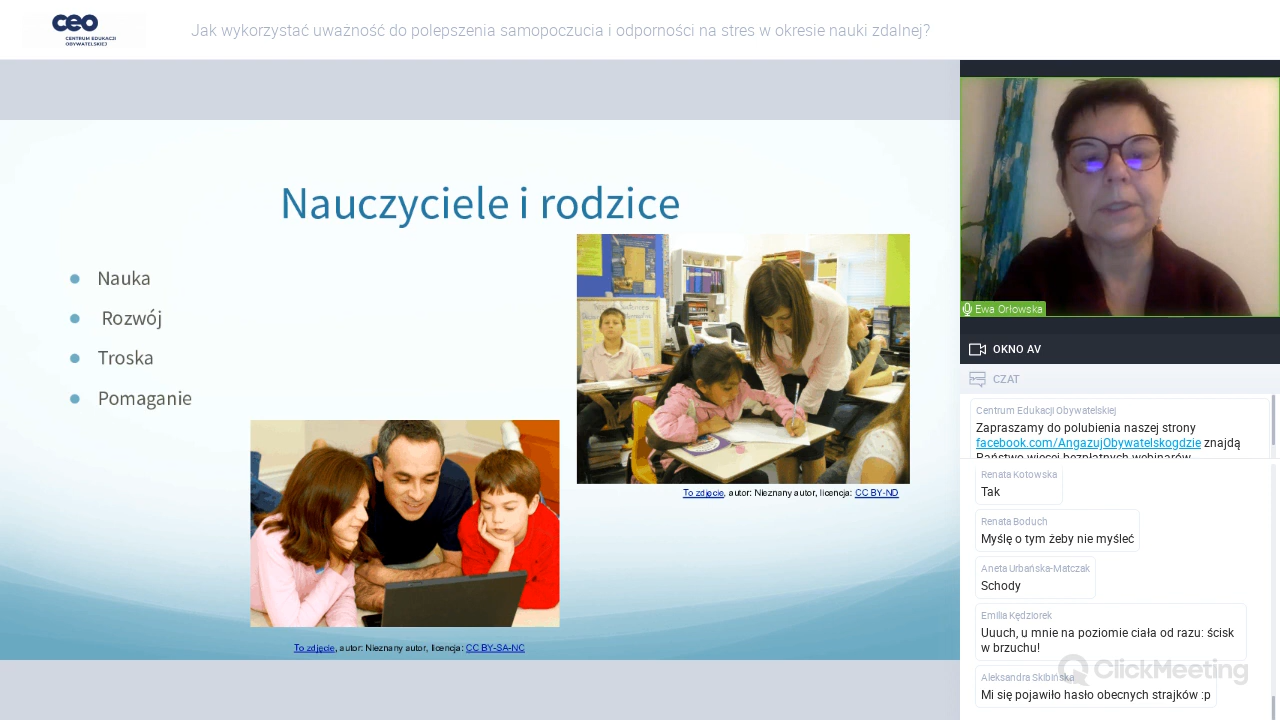 ceo
CENTRUM EDUKACJI
OBYWATELSKIEJ
Jak wykorzystać uważność do polepszenia samopoczucia i odporności na stres w okresie nauki zdalnej?
Nauczyciele i rodzice
Nauka
Rozwój
Troska
Pomaganie
To zdjęcie, autor: Nieznany autor, licencja: CC BY-ND
To zdjęcie, autor: Nieznany autor, licencja: CC BY-SA-NC
Ewa Orłowska
OKNO AV
CZAT
Centrum Edukacji Obywatelskiej
Zapraszamy do polubienia naszej strony
facebook.com/AngazujObywatelskogdzie znajdą
Państwo więcej bezpłatnych webinarów
Renata Kotowska
Tak
Renata Boduch
Myślę o tym żeby nie myśleć
Aneta Urbańska-Matczak
Schody
Emilia Kędziorek
Uuuch, u mnie na poziomie ciała od razu: ścisk
w brzuchu!
ClickMeeting
Aleksandra Skibińska
Mi się pojawiło hasło obecnych strajków :p